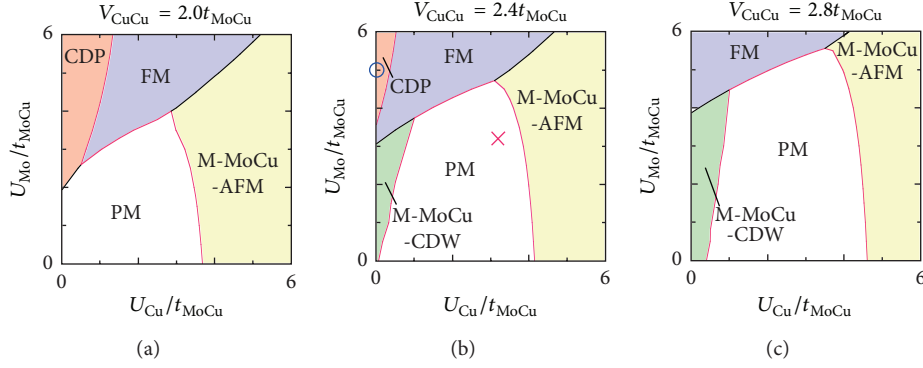 V_CuCu = 2.0t_MoCu
6
CDP
FM
U_Mo/t_MoCu
M-MoCu
-AFM
PM
0
0
6
U_Cu/t_MoCu
(a)
V_CuCu = 2.4t_MoCu
6
FM
CDP
U_Mo/t_MoCu
M-MoCu
-AFM
PM
M-MoCu
-CDW
0
0
6
U_Cu/t_MoCu
(b)
V_CuCu = 2.8t_MoCu
6
FM
M-MoCu
-AFM
U_Mo/t_MoCu
PM
M-MoCu
-CDW
0
0
6
U_Cu/t_MoCu
(c)